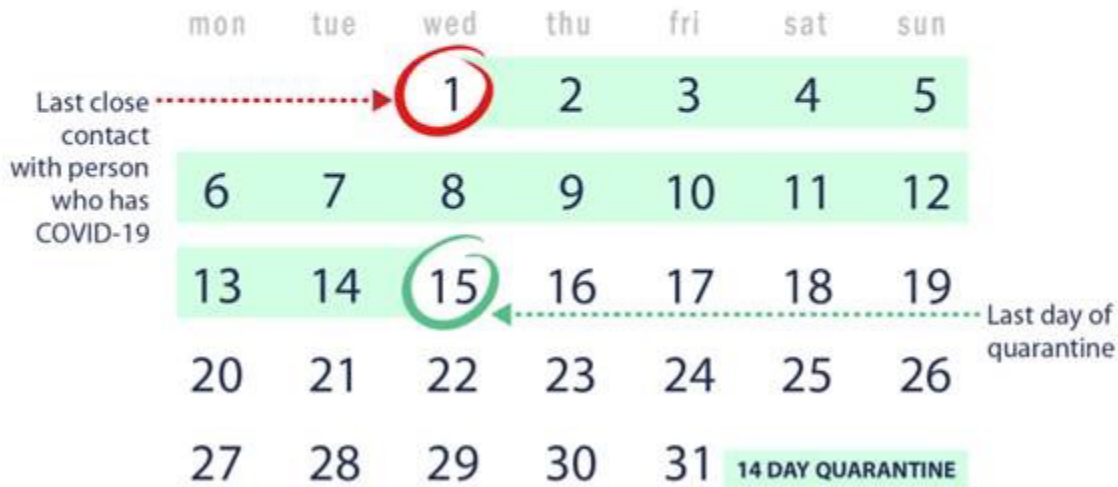 mon tue wed thu fri sat sun
1 2 3 4 5
Last close
contact
with person
who has
COVID-19
6 7 8 9 10 11 12
13 14 15 16 17 18 19
Last day of
quarantine
20 21 22 23 24 25 26
27 28 29 30 31 14 DAY QUARANTINE